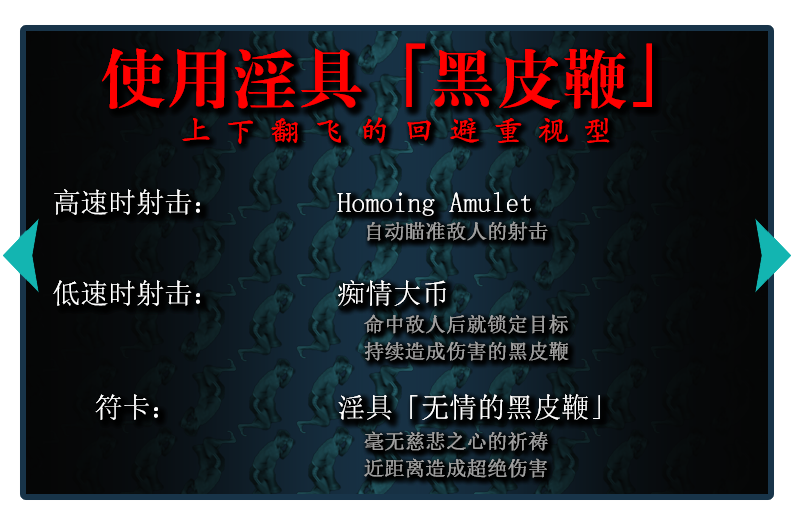 使用淫具「黑皮鞭」
上下翻飞的回避重视型
高速时射击： Homoing Amulet
自动瞄准敌人的射击
低速时射击： 痴情大币
命中敌人后就锁定目标
持续造成伤害的黑皮鞭
符卡： 淫具「无情的黑皮鞭」
毫无慈悲之心的祈祷
近距离造成超绝伤害